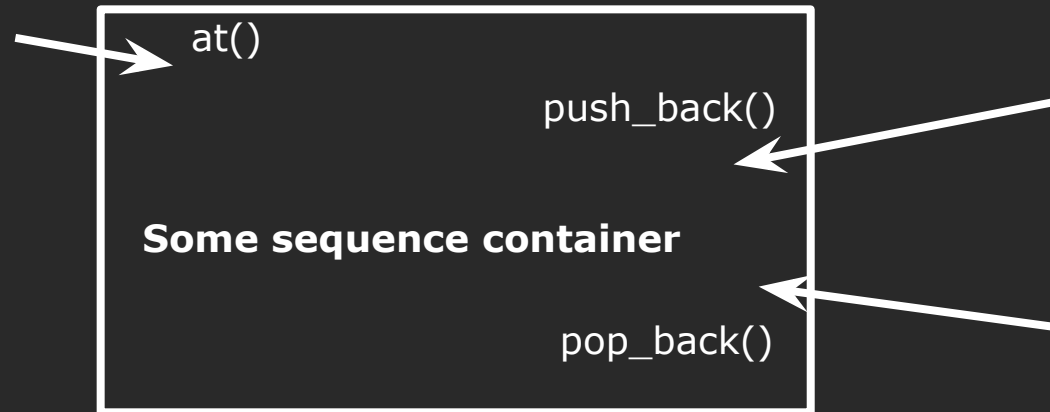 at()
push_back()
Some sequence container
pop_back()